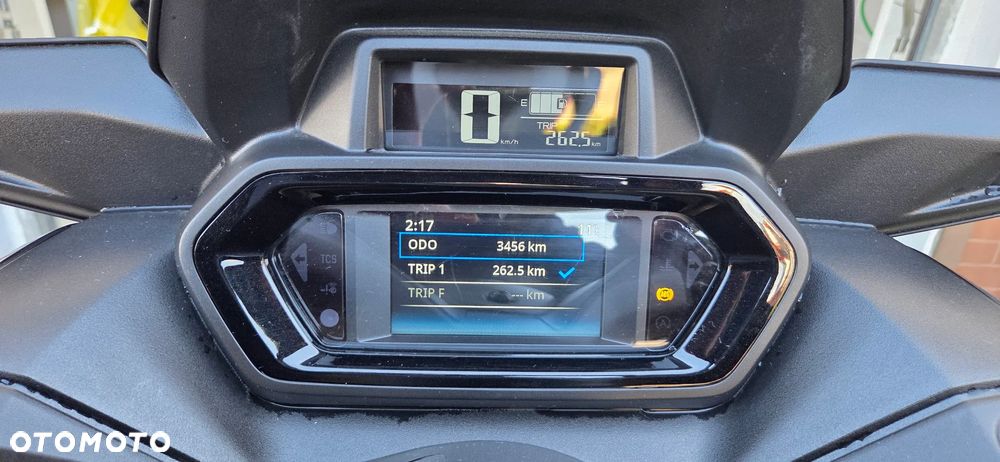 0 km/h
E
TRIP
262.5 km
2:17
ODO 3456 km
TRIP 1 262.5 km
TRIP F --- km
TCS
ABS
OTOMOTO